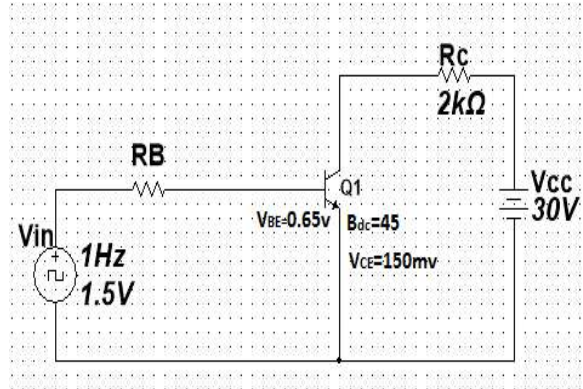 Rc
2kΩ
RB
Q1
Vcc
30V
VBE=0.65v
Bdc=45
Vin
1Hz
VCE=150mv
1.5V